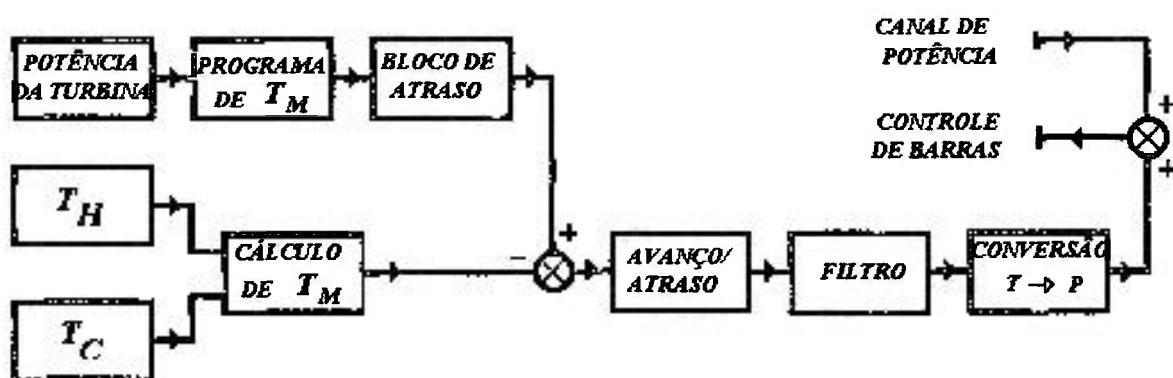 POTÊNCIA
DA TURBINA
PROGRAMA
DE T_M
BLOCO DE
ATRASO
CANAL DE
POTÊNCIA
CONTROLE
DE BARRAS
+
+
T_H
T_C
CÁLCULO
DE T_M
+
-
AVANÇO/
ATRASO
FILTRO
CONVERSÃO
T → P